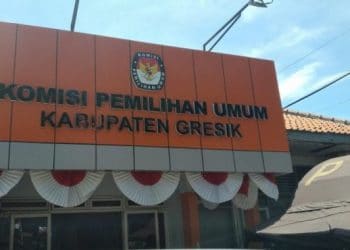 KOMISI PEMILIHAN UMUM
KABUPATEN GRESIK